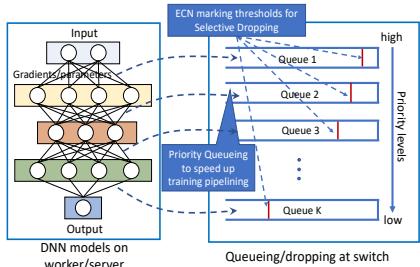 ECN marking thresholds for
Selective Dropping
Input
Gradients/parameters
Output
DNN models on
worker/server
high
Queue 1
Queue 2
Queue 3
Queue K
Priority levels
low
Priority Queueing
to speed up
training pipelining
Queueing/dropping at switch